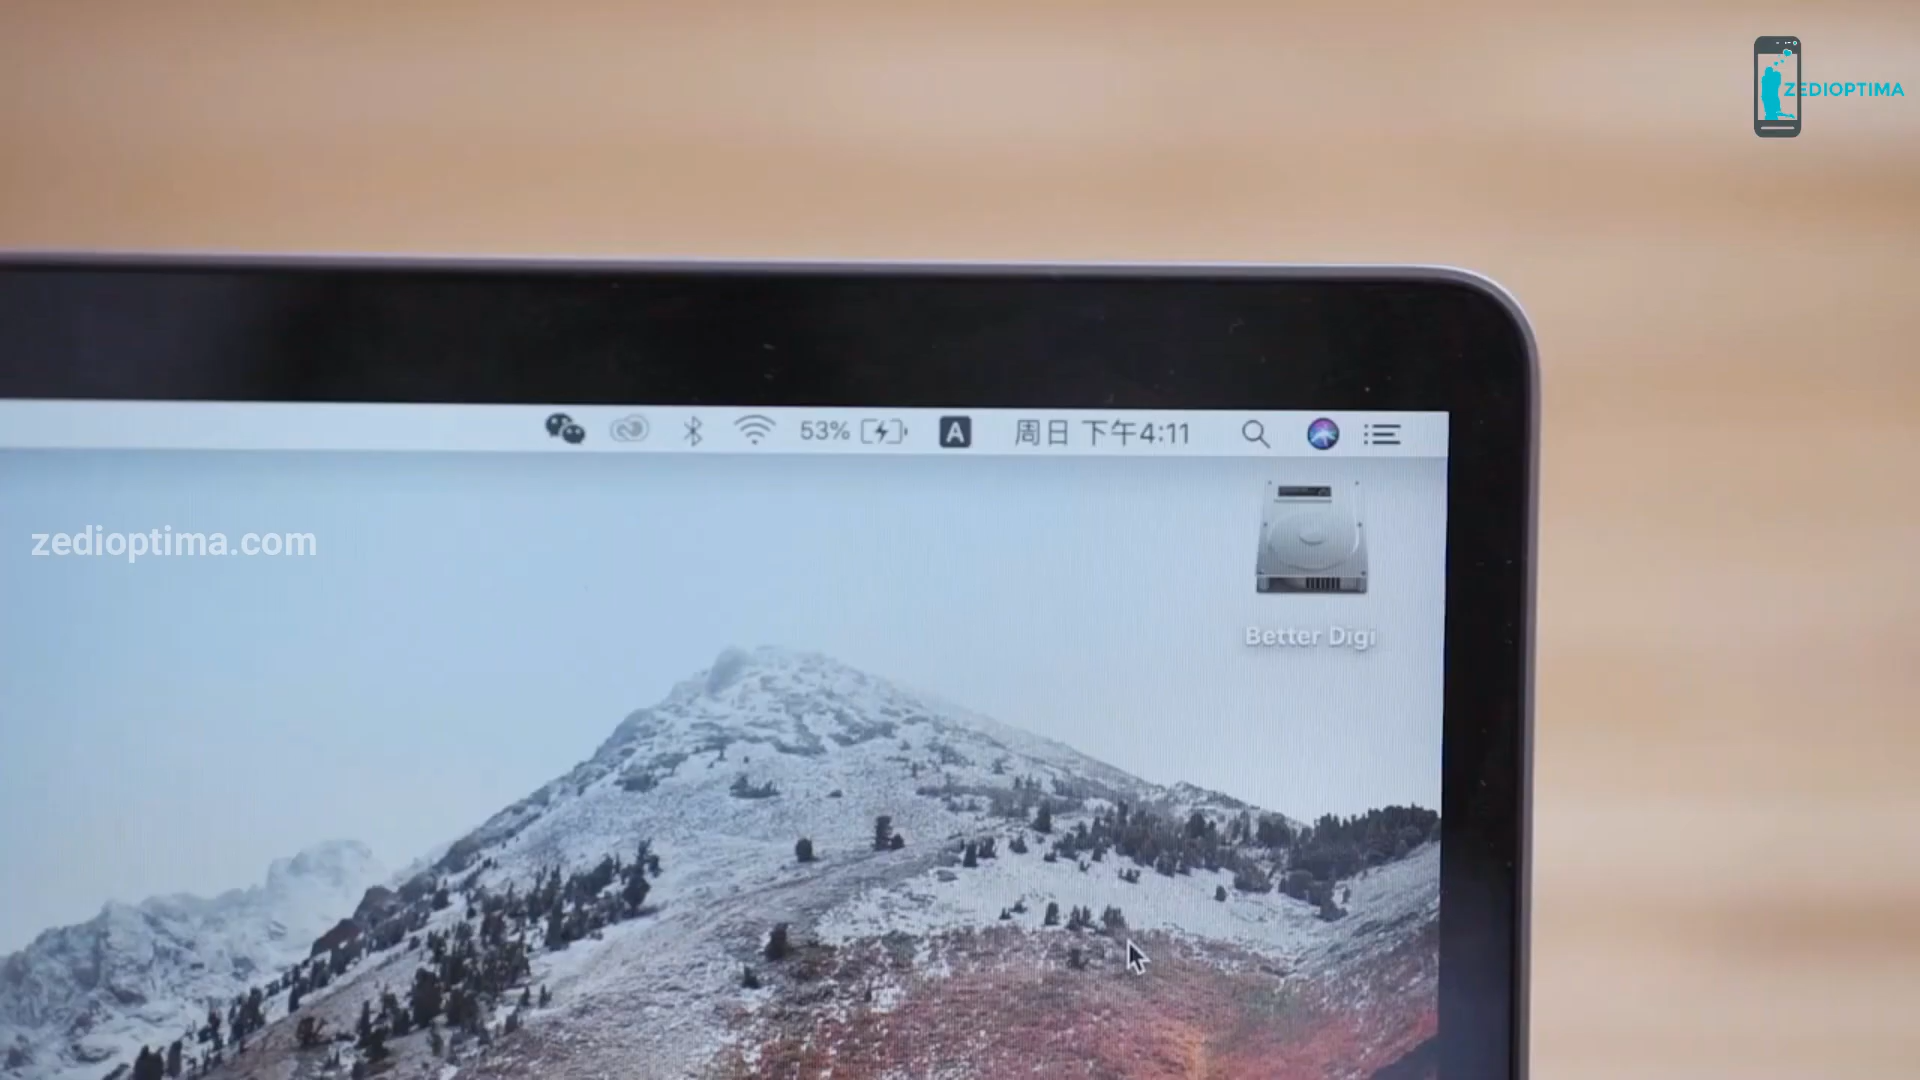 ZEDIOPTIMA
53% A 周日 下午4:11
zedioptima.com
Better Digi